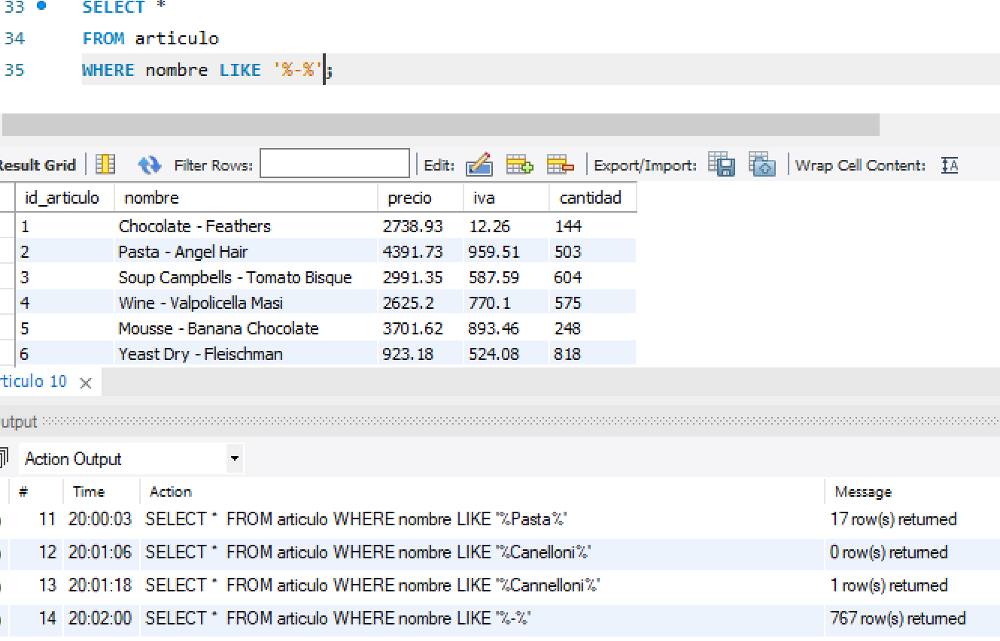 33 SELECT *
34 FROM articulo
35 WHERE nombre LIKE '%-%';
Result Grid Filter Rows: Edit: Export/Import: Wrap Cell Content: IA
id_articulo nombre precio iva cantidad
1 Chocolate - Feathers 2738.93 12.26 144
2 Pasta - Angel Hair 4391.73 959.51 503
3 Soup Campbells - Tomato Bisque 2991.35 587.59 604
4 Wine - Valpolicella Masi 2625.2 770.1 575
5 Mousse - Banana Chocolate 3701.62 893.46 248
6 Yeast Dry - Fleischman 923.18 524.08 818
rticulo 10
utput
Action Output
# Time Action Message
11 20:00:03 SELECT * FROM articulo WHERE nombre LIKE '%Pasta%' 17 row(s) returned
12 20:01:06 SELECT * FROM articulo WHERE nombre LIKE '%Canelloni%' 0 row(s) returned
13 20:01:18 SELECT * FROM articulo WHERE nombre LIKE '%Cannelloni%' 1 row(s) returned
14 20:02:00 SELECT * FROM articulo WHERE nombre LIKE '%-%' 767 row(s) returned